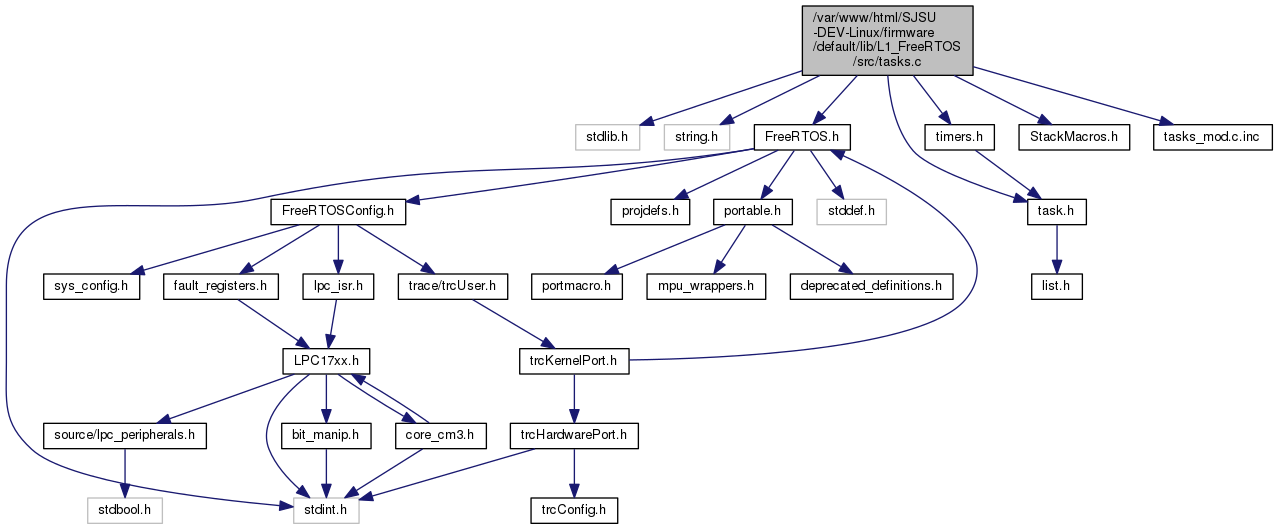 /var/www/html/SJSU
-DEV-Linux/firmware
/default/lib/L1_FreeRTOS
/src/tasks.c
stdlib.h
string.h
FreeRTOS.h
timers.h
StackMacros.h
tasks_mod.c.inc
FreeRTOSConfig.h
projdefs.h
portable.h
stddef.h
task.h
sys_config.h
fault_registers.h
lpc_isr.h
trace/trcUser.h
portmacro.h
mpu_wrappers.h
deprecated_definitions.h
list.h
LPC17xx.h
trcKernelPort.h
source/lpc_peripherals.h
bit_manip.h
core_cm3.h
trcHardwarePort.h
stdbool.h
stdint.h
trcConfig.h